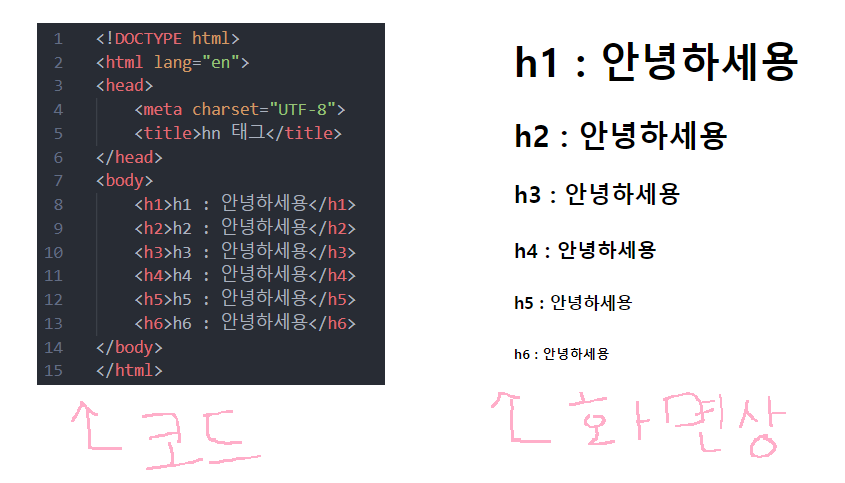 1 <!DOCTYPE html>
2 <html lang="en">
3 <head>
4 <meta charset="UTF-8">
5 <title>hn 태그</title>
6 </head>
7 <body>
8 <h1>h1 : 안녕하세용</h1>
9 <h2>h2 : 안녕하세용</h2>
10 <h3>h3 : 안녕하세용</h3>
11 <h4>h4 : 안녕하세용</h4>
12 <h5>h5 : 안녕하세용</h5>
13 <h6>h6 : 안녕하세용</h6>
14 </body>
15 </html>
↑ 코드
h1 : 안녕하세용
h2 : 안녕하세용
h3 : 안녕하세용
h4 : 안녕하세용
h5 : 안녕하세용
h6 : 안녕하세용
↑ 화면상